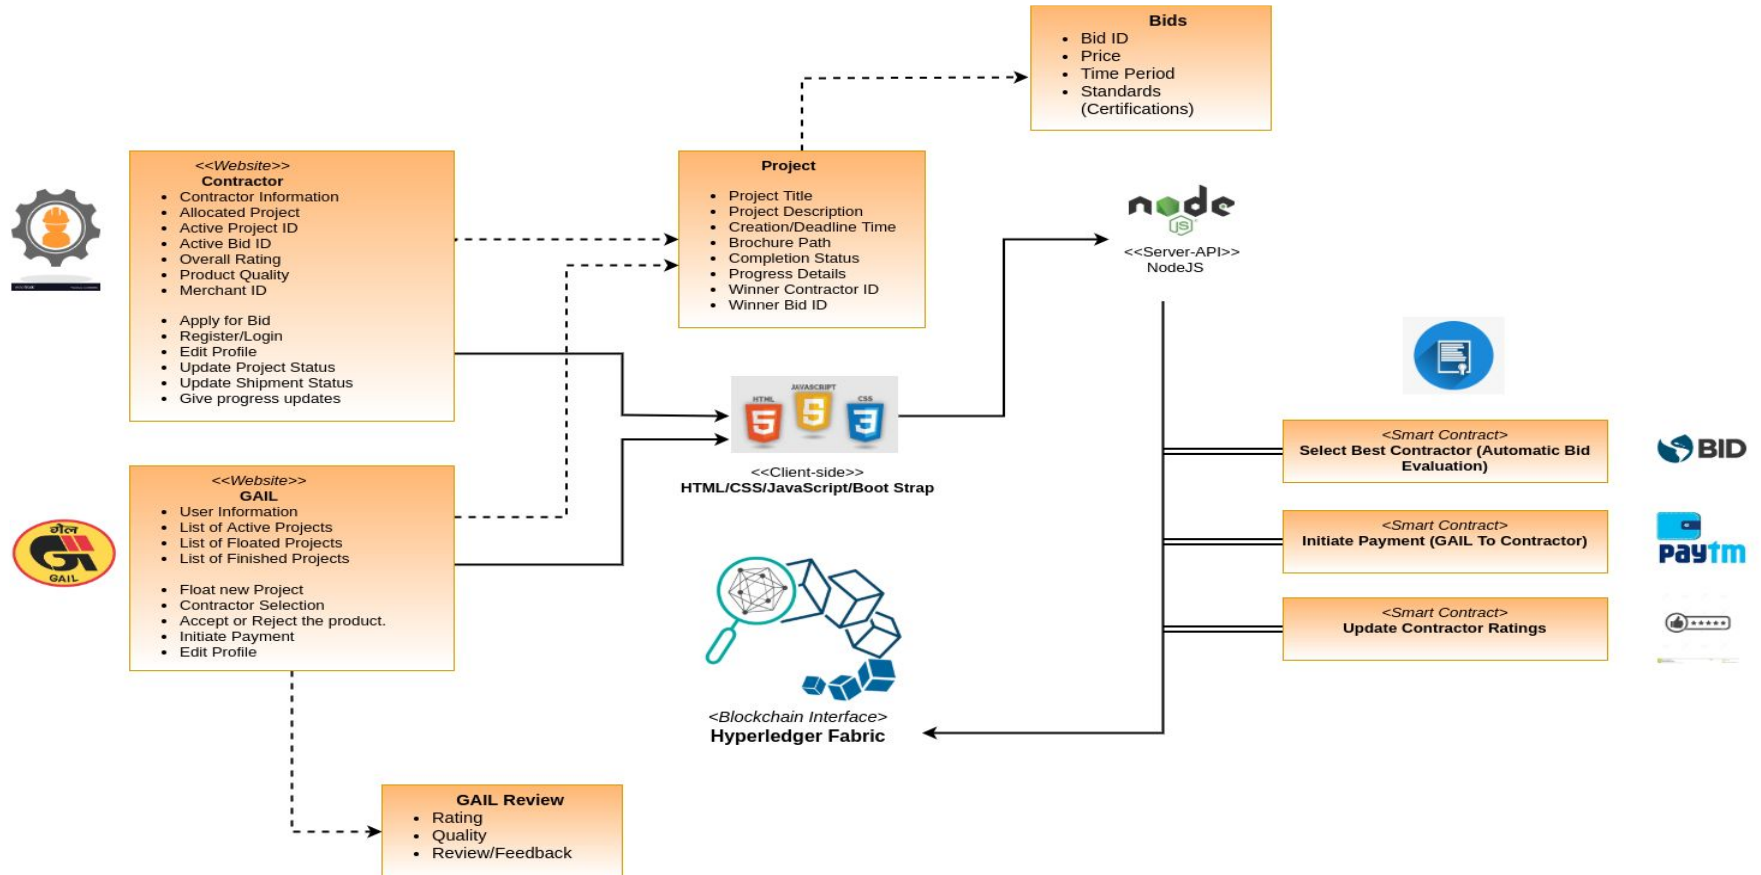 Bids
Bid ID
Price
Time Period
Standards
(Certifications)
<<Website>>
Contractor
Contractor Information
Allocated Project
Active Project ID
Active Bid ID
Overall Rating
Product Quality
Merchant ID
Apply for Bid
Register/Login
Edit Profile
Update Project Status
Update Shipment Status
Give progress updates
Project
Project Title
Project Description
Creation/Deadline Time
Brochure Path
Completion Status
Progress Details
Winner Contractor ID
Winner Bid ID
node
JS
<<Server-API>>
NodeJS
HTML
JAVASCRIPT
CSS
5
5
3
<<Client-side>>
HTML/CSS/JavaScript/Boot Strap
<<Website>>
GAIL
User Information
List of Active Projects
List of Floated Projects
List of Finished Projects
Float new Project
Contractor Selection
Accept or Reject the product.
Initiate Payment
Edit Profile
गेल
GAIL
<Smart Contract>
Select Best Contractor (Automatic Bid
Evaluation)
BID
<Smart Contract>
Initiate Payment (GAIL To Contractor)
paytm
<Smart Contract>
Update Contractor Ratings
<Blockchain Interface>
Hyperledger Fabric
GAIL Review
Rating
Quality
Review/Feedback